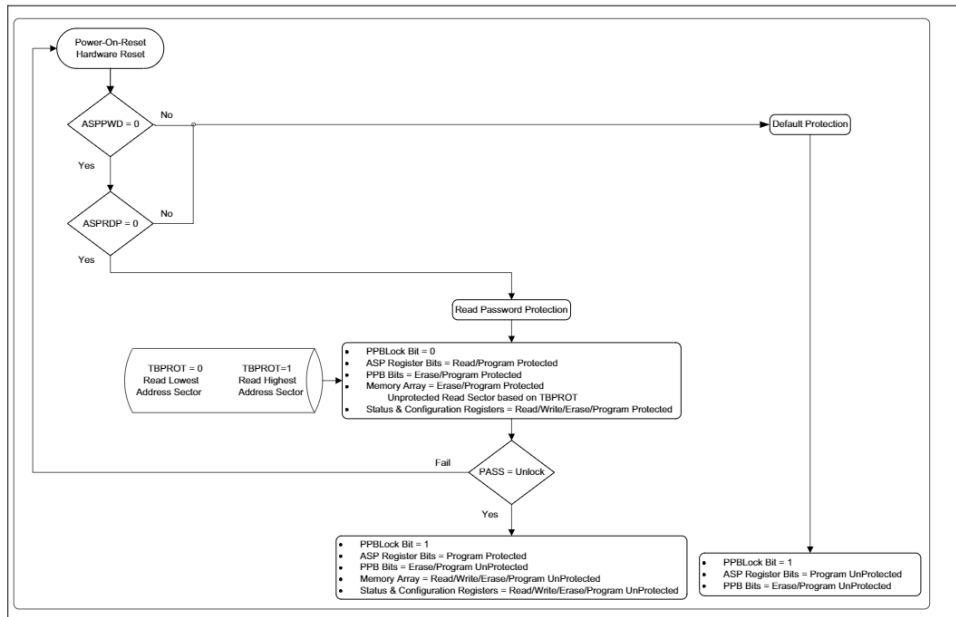 Power-On-Reset
Hardware Reset
ASPPWD = 0
No
Default Protection
Yes
ASPRDP = 0
No
Yes
Read Password Protection
TBPROT = 0
Read Lowest
Address Sector
TBPROT=1
Read Highest
Address Sector
• PPBLock Bit = 0
• ASP Register Bits = Read/Program Protected
• PPB Bits = Erase/Program Protected
• Memory Array = Erase/Program Protected
Unprotected Read Sector based on TBPROT
• Status & Configuration Registers = Read/Write/Erase/Program Protected
Fail
PASS = Unlock
Yes
• PPBLock Bit = 1
• ASP Register Bits = Program Protected
• PPB Bits = Erase/Program UnProtected
• Memory Array = Read/Write/Erase/Program UnProtected
• Status & Configuration Registers = Read/Write/Erase/Program UnProtected
• PPBLock Bit = 1
• ASP Register Bits = Program UnProtected
• PPB Bits = Erase/Program UnProtected